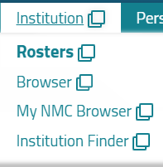 Institution Pers
Rosters
Browser
My NMC Browser
Institution Finder